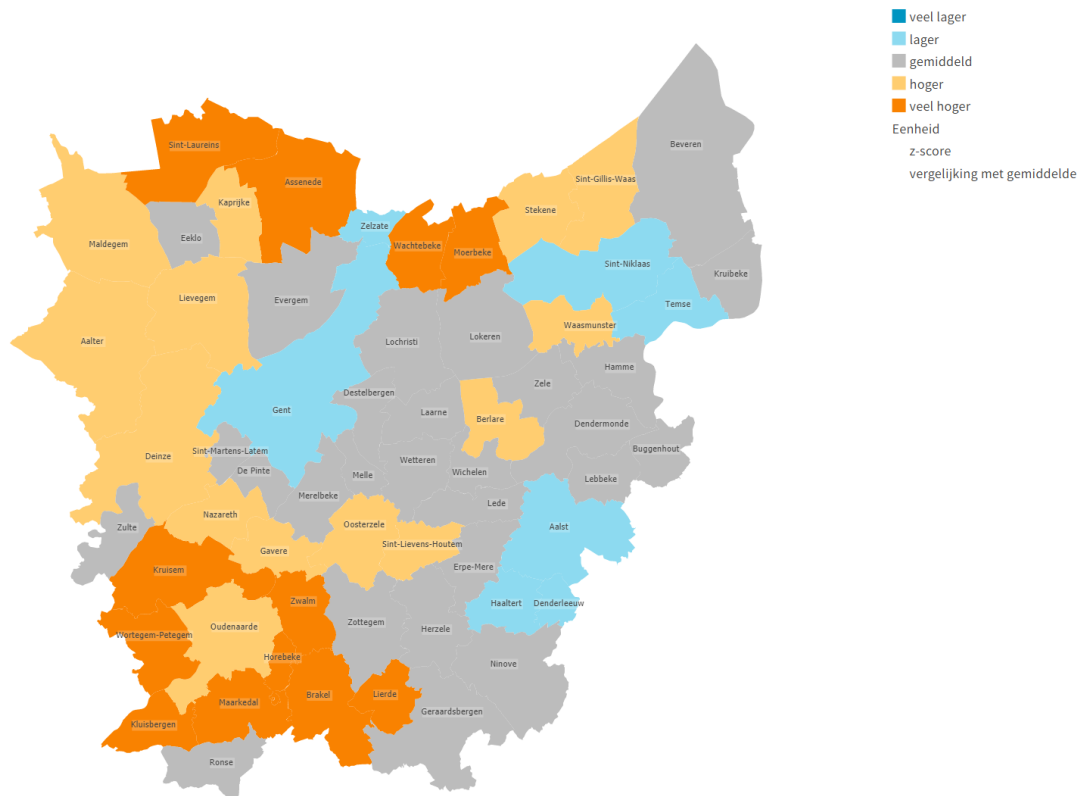 veel lager
lager
gemiddeld
hoger
veel hoger
Eenheid
z-score
vergelijking met gemiddelde
Beveren
Sint-Laureins
Assenede
Sint-Gillis-Waas
Kaprijke
Stekene
Zelzate
Eeklo
Maldegem
Wachtebeke
Moerbeke
Sint-Niklaas
Kruibeke
Lievegem
Evergem
Temse
Waasmunster
Aalter
Lochristi
Lokeren
Hamme
Zele
Destelbergen
Gent
Laarne
Berlare
Dendermonde
Sint-Martens-Latem
Buggenhout
Deinze
De Pinte
Wetteren
Melle
Wichelen
Lebbeke
Merelbeke
Lede
Nazareth
Zulte
Oosterzele
Aalst
Sint-Lievens-Houtem
Gavere
Kruisem
Erpe-Mere
Zwalm
Haaltert
Denderleeuw
Wortegem-Petegem
Oudenaarde
Zottegem
Herzele
Horebeke
Ninove
Maarkedal
Brakel
Lierde
Geraardsbergen
Kluisbergen
Ronse